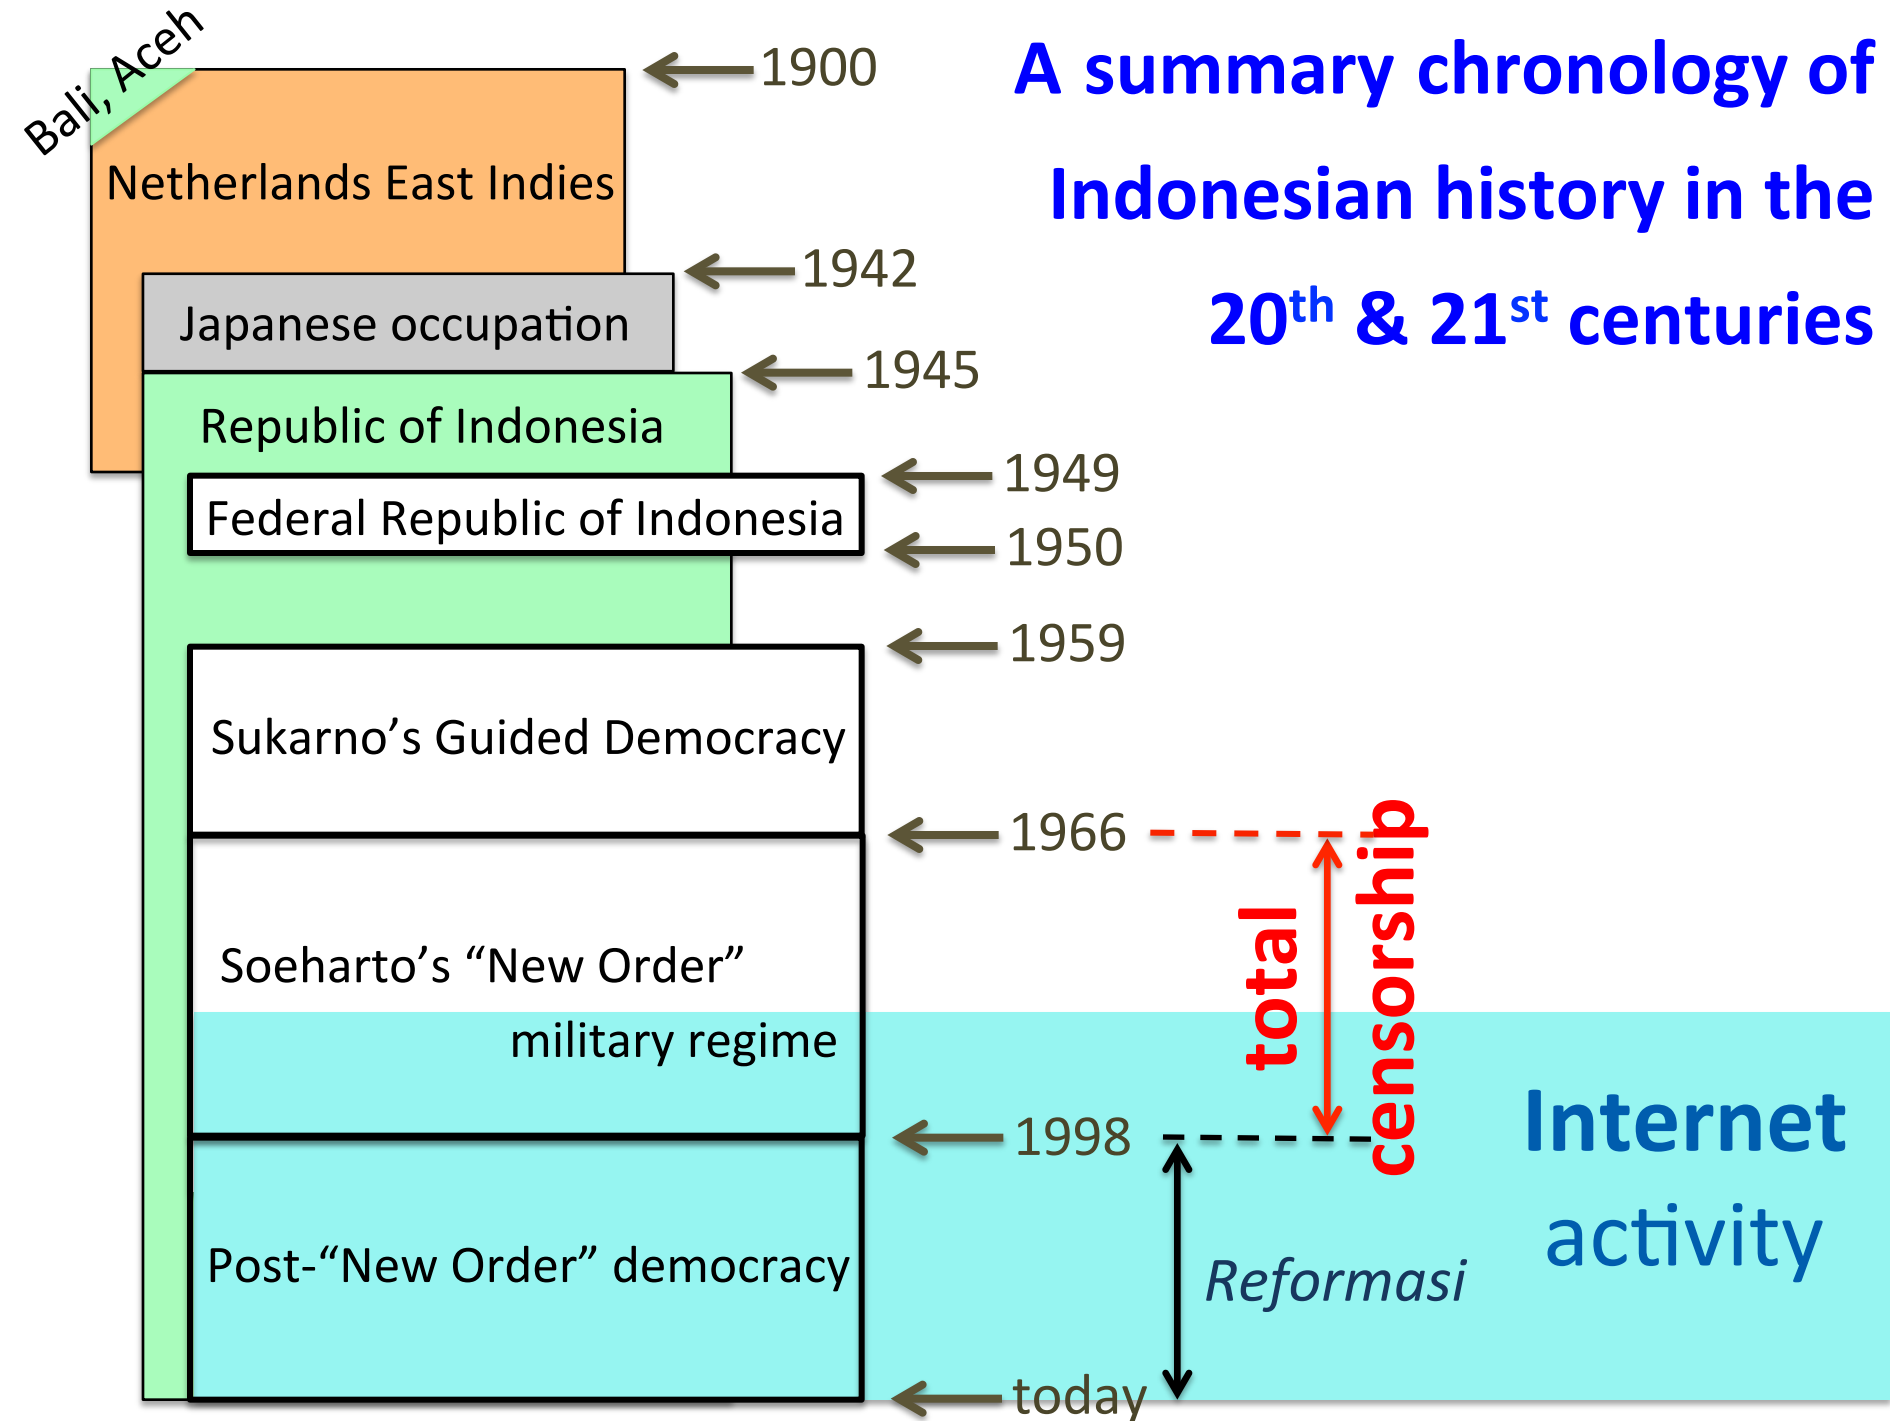 A summary chronology of
Indonesian history in the
20th & 21st centuries
Bali, Aceh
1900
Netherlands East Indies
1942
Japanese occupation
1945
Republic of Indonesia
1949
Federal Republic of Indonesia
1950
1959
Sukarno’s Guided Democracy
1966
total
censorship
Soeharto’s “New Order”
military regime
1998
Internet
activity
Post-“New Order” democracy
Reformasi
today